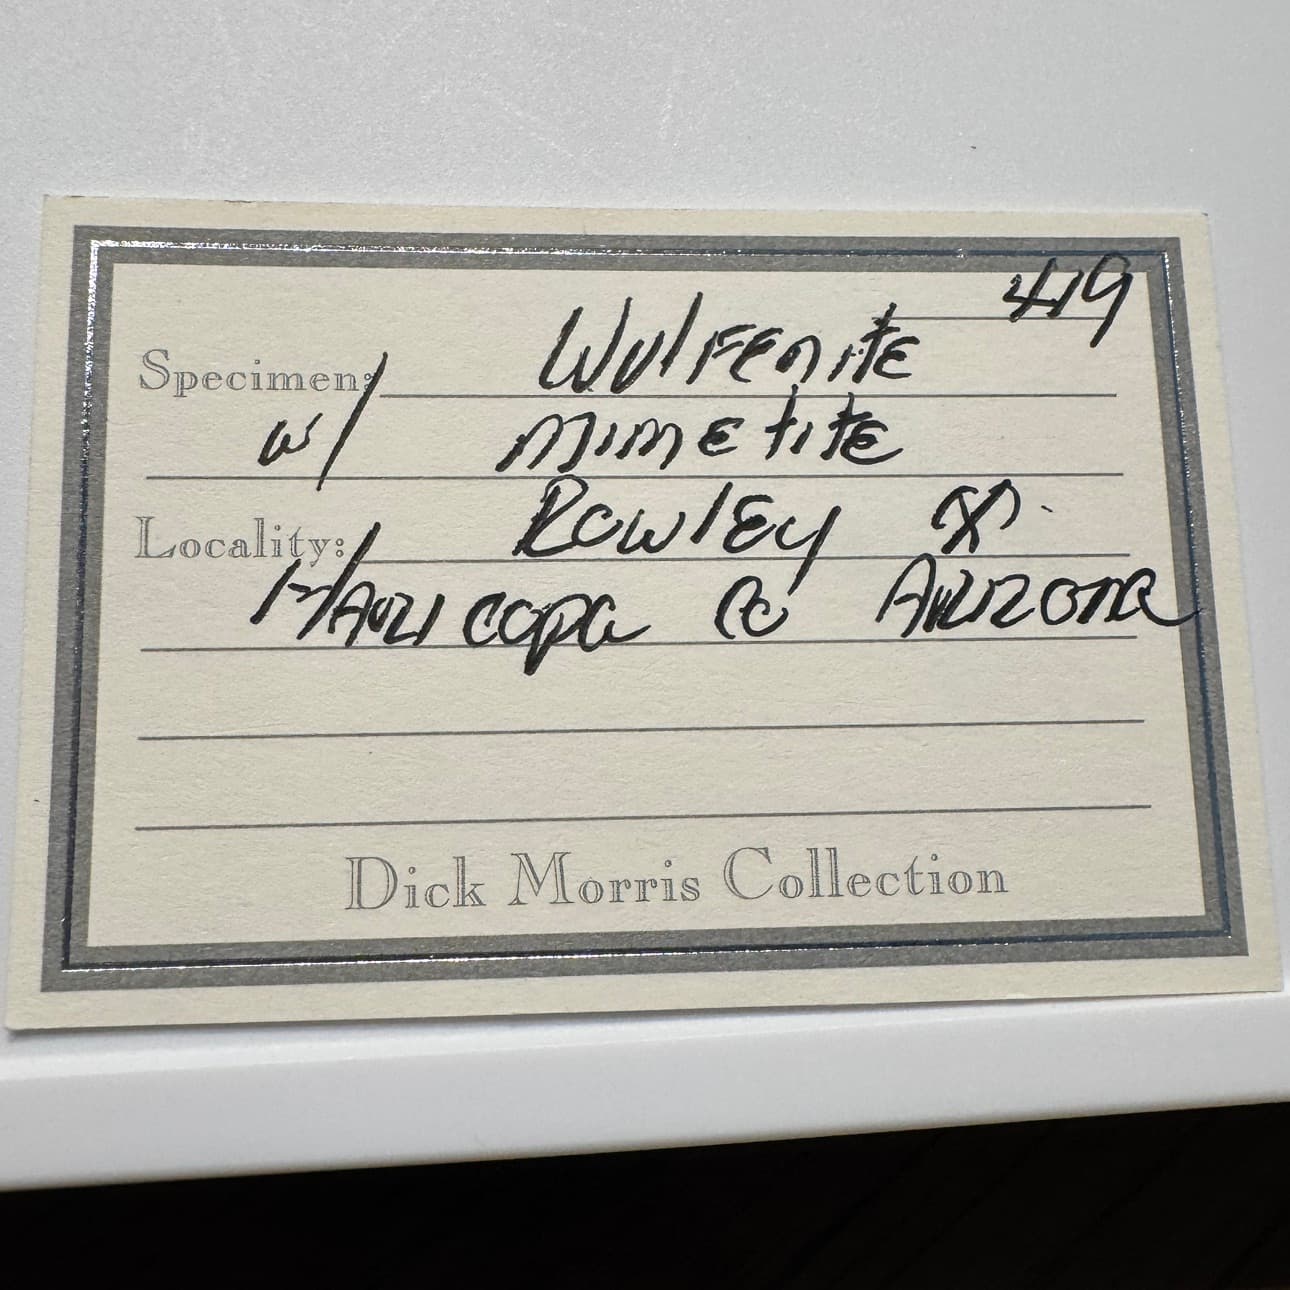 419
Specimen: Wulfenite
w/ mimetite
Locality: Rowley
Maricopa Co Arizona
Dick Morris Collection